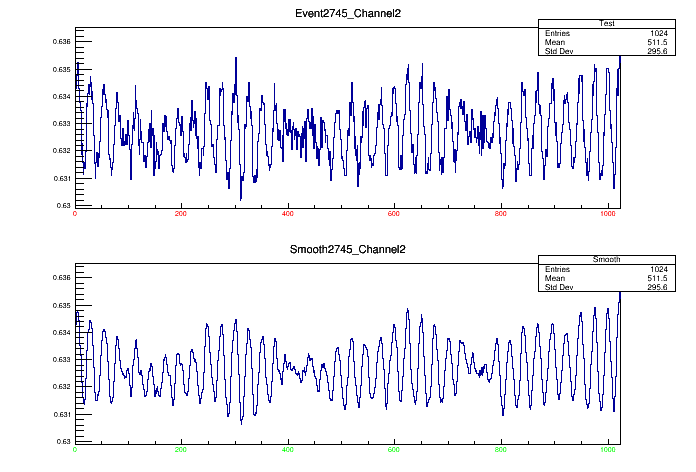 Event2745_Channel2
Test
Entries 1024
Mean 511.5
Std Dev 295.6
0.636
0.635
0.634
0.633
0.632
0.631
0.63
0 200 400 600 800 1000
Smooth2745_Channel2
Smooth
Entries 1024
Mean 511.5
Std Dev 295.6
0.636
0.635
0.634
0.633
0.632
0.631
0.63
0 200 400 600 800 1000